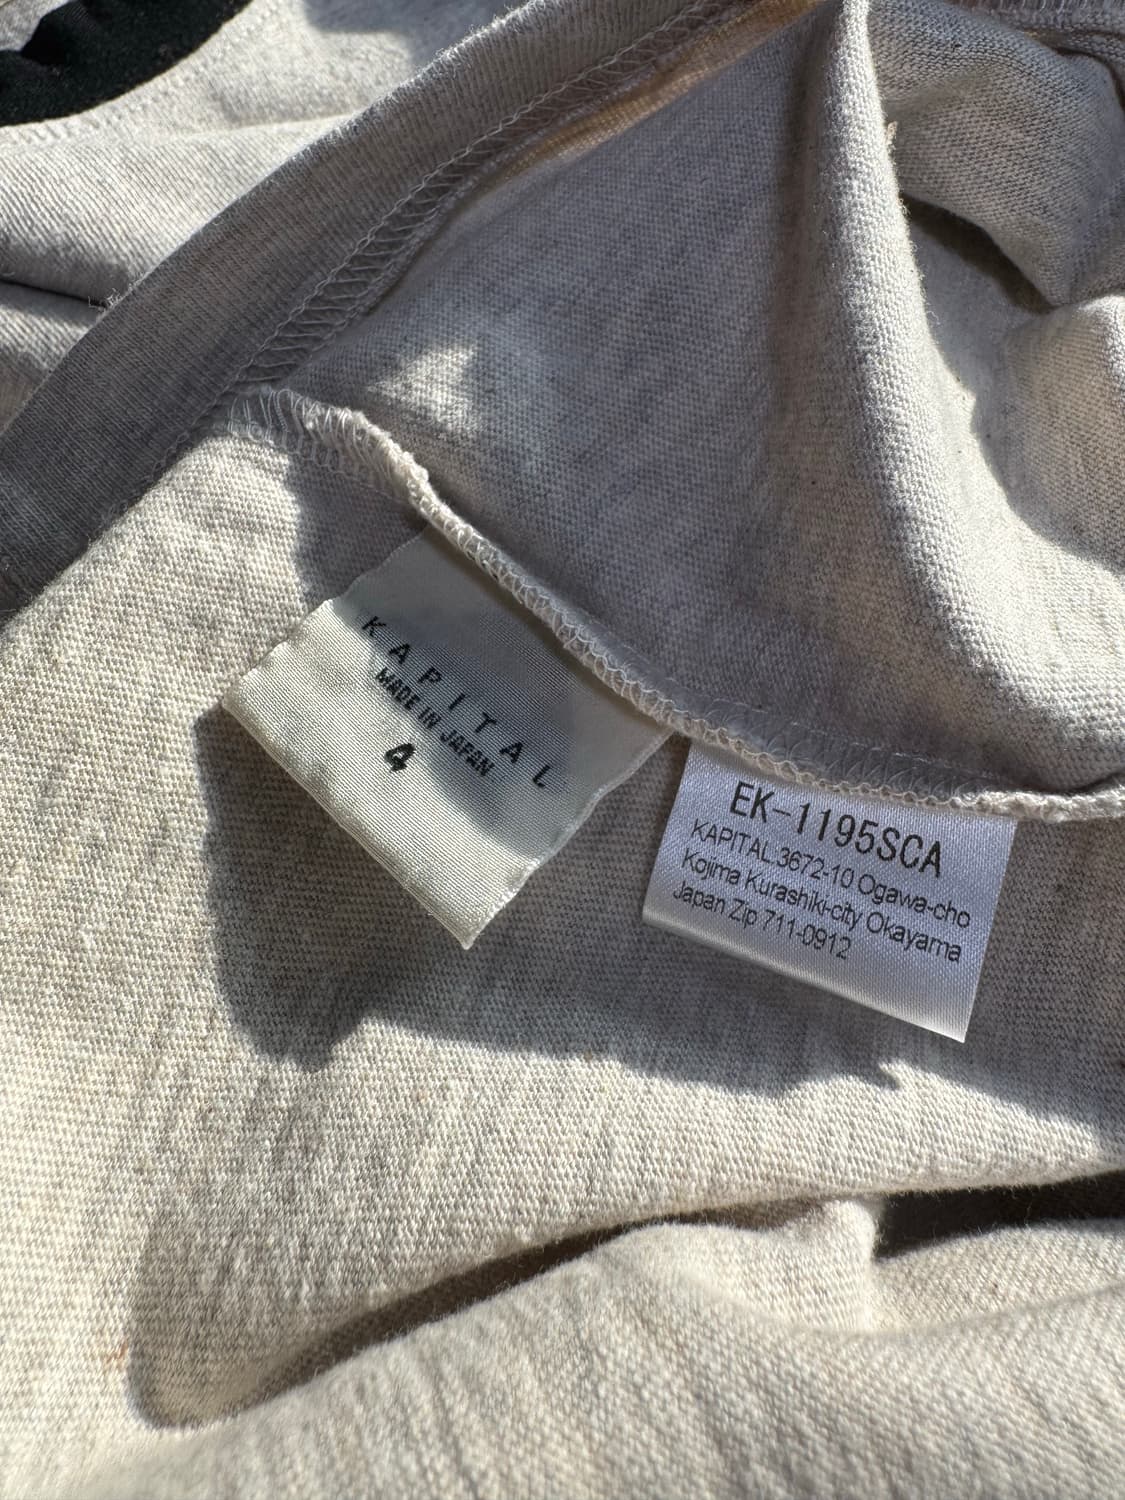 KAPITAL
MADE IN JAPAN
4
EK-1195SCA
KAPITAL.3672-10 Ogawa-cho
Kojima Kurashiki-city Okayama
Japan Zip 711-0912